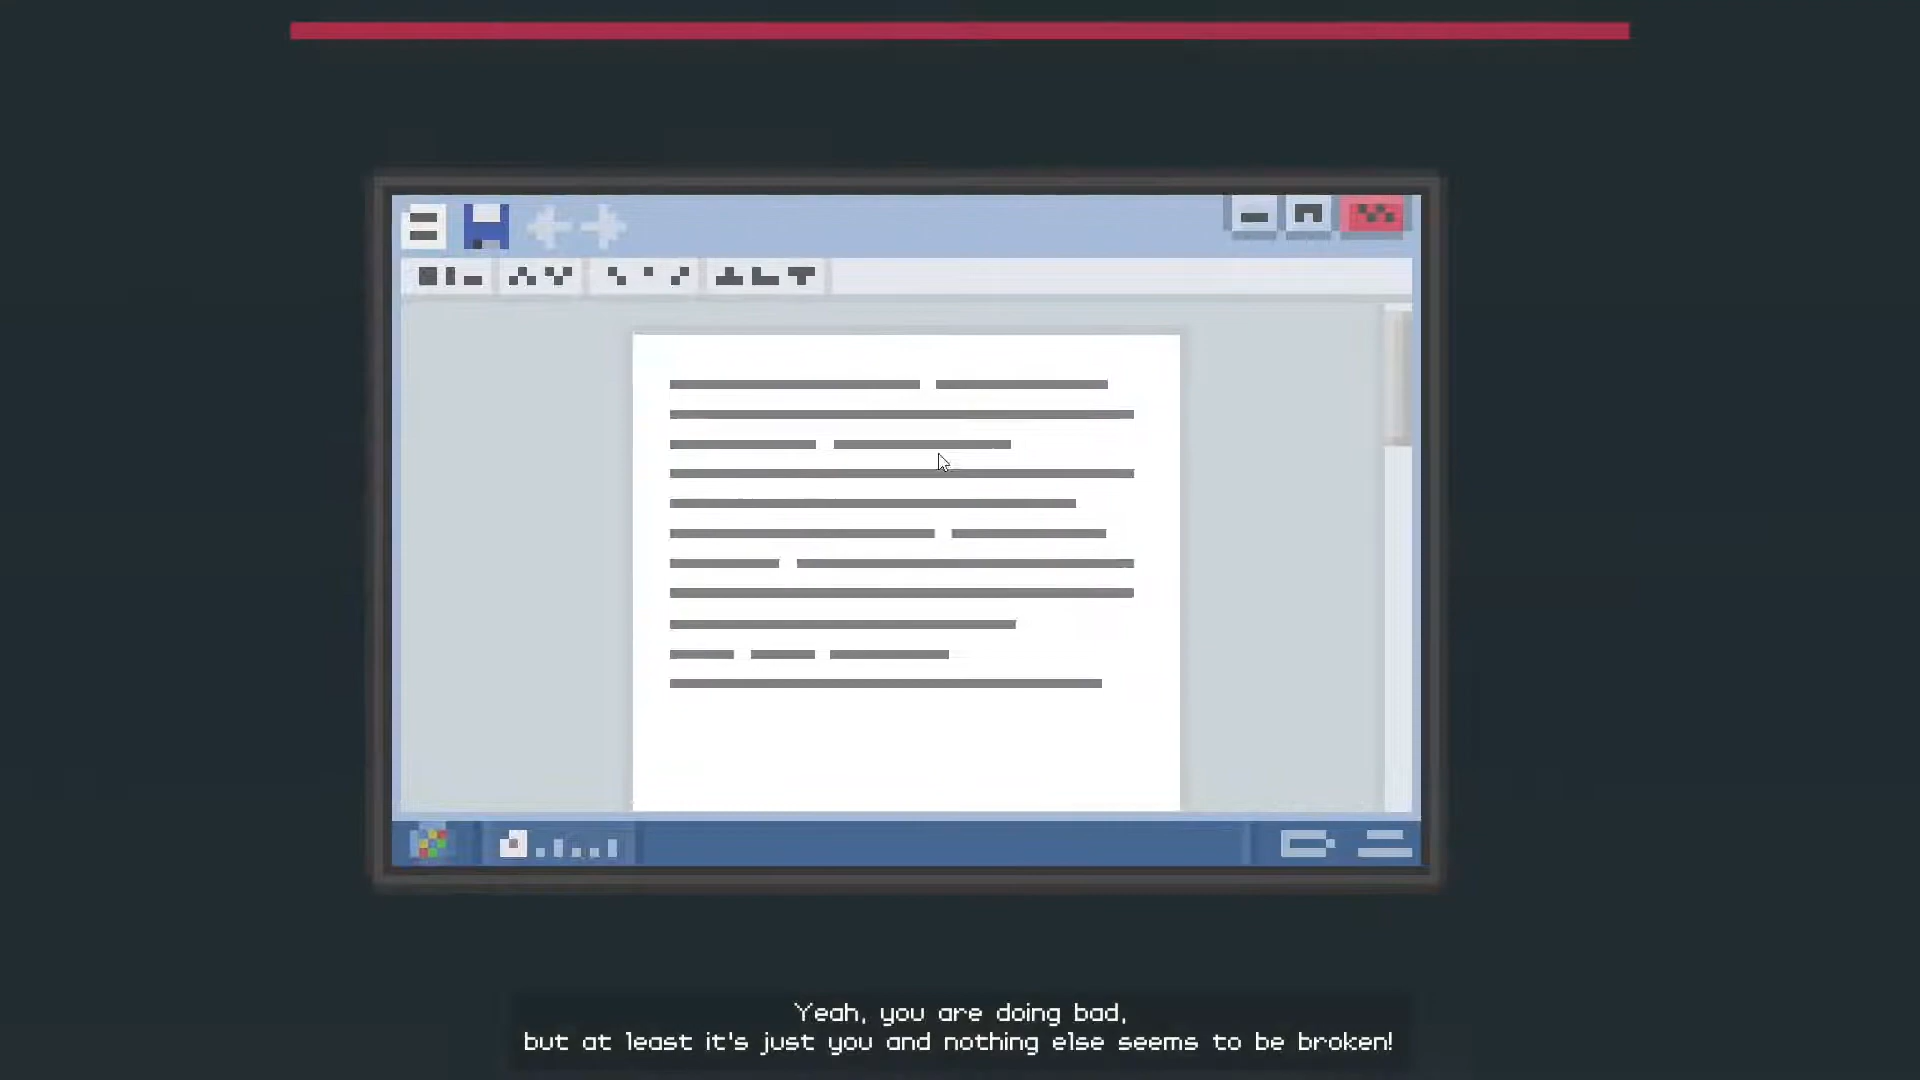 Yeah, you are doing bad,
but at least it's just you and nothing else seems to be broken!